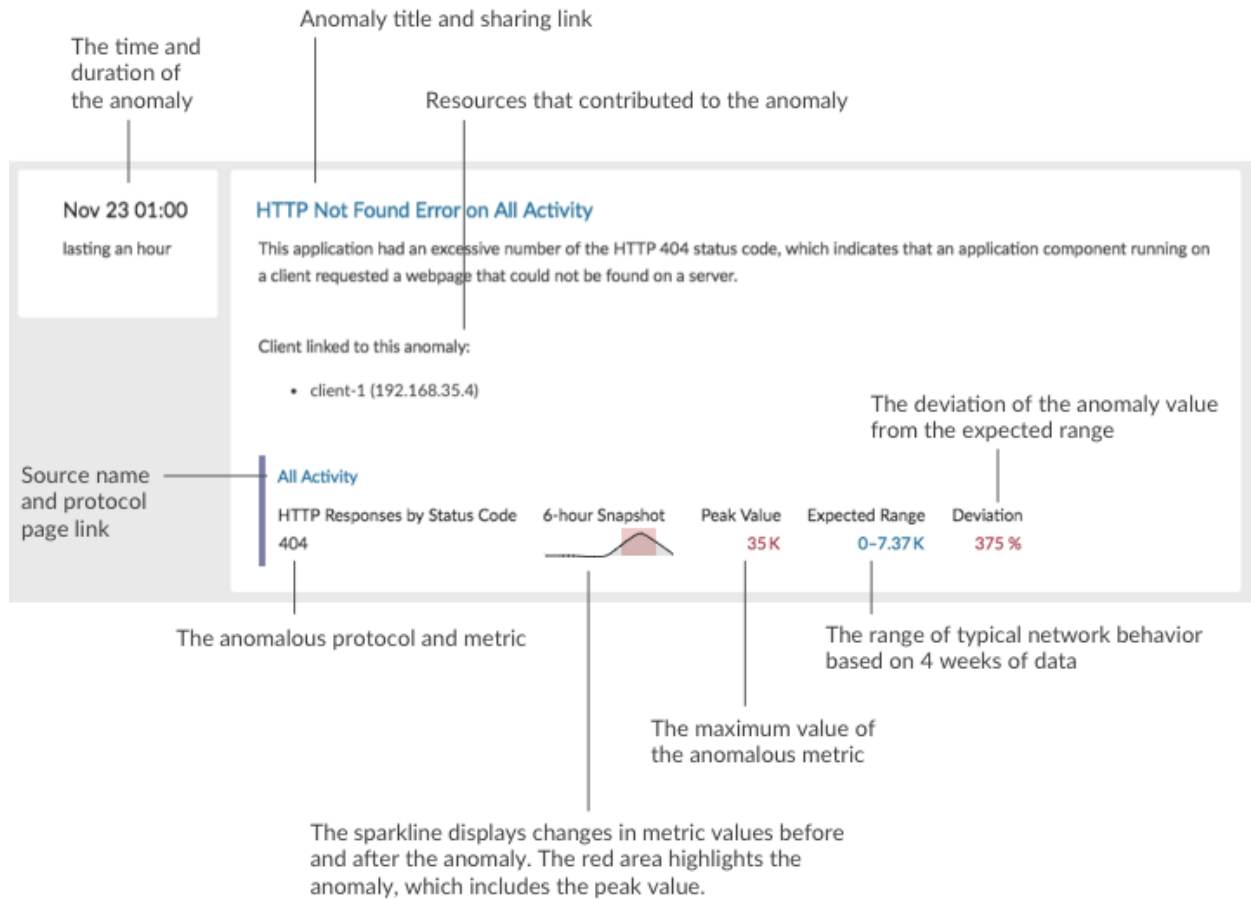 Anomaly title and sharing link
The time and
duration of
the anomaly
Resources that contributed to the anomaly
Nov 23 01:00
lasting an hour
HTTP Not Found Error on All Activity
This application had an excessive number of the HTTP 404 status code, which indicates that an application component running on
a client requested a webpage that could not be found on a server.
Client linked to this anomaly:
• client-1 (192.168.35.4)
The deviation of the anomaly value
from the expected range
Source name
and protocol
page link
All Activity
HTTP Responses by Status Code 6-hour Snapshot Peak Value Expected Range Deviation
404 35 K 0–7.37 K 375 %
The anomalous protocol and metric
The range of typical network behavior
based on 4 weeks of data
The maximum value of
the anomalous metric
The sparkline displays changes in metric values before
and after the anomaly. The red area highlights the
anomaly, which includes the peak value.